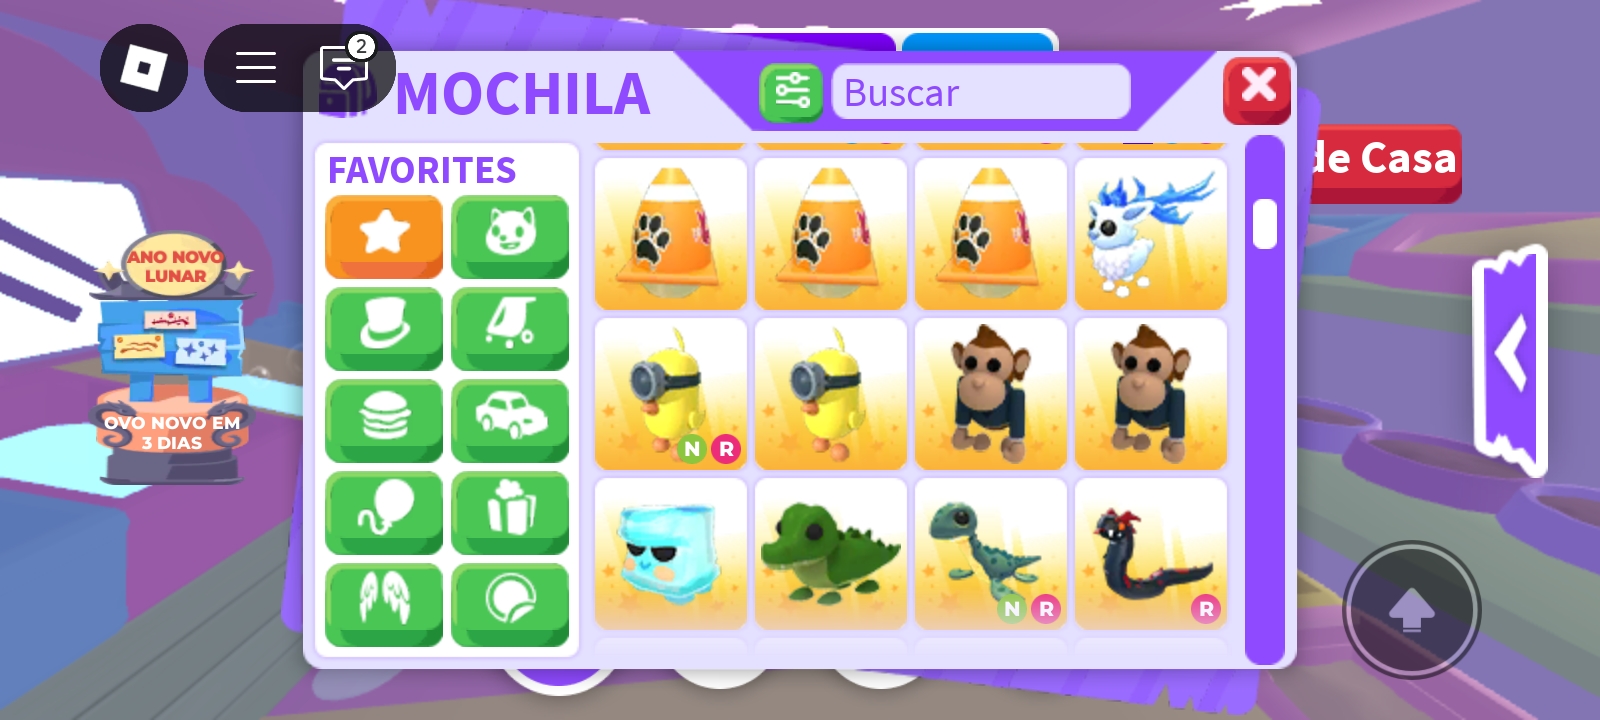 2
MOCHILA
Buscar
de Casa
FAVORITES
ANO NOVO
LUNAR
OVO NOVO EM
3 DIAS
N R
N R
R